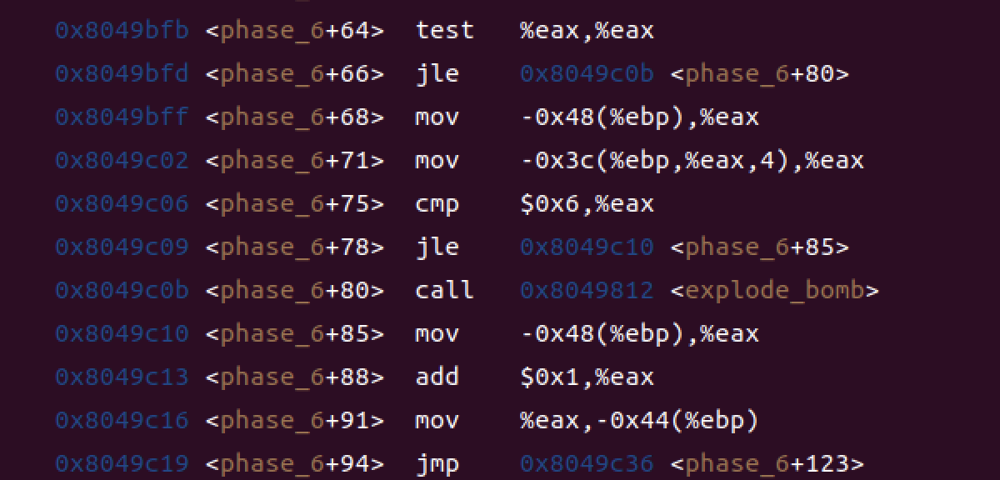 0x8049bfb <phase_6+64>  test   %eax,%eax
0x8049bfd <phase_6+66>  jle    0x8049c0b <phase_6+80>
0x8049bff <phase_6+68>  mov    -0x48(%ebp),%eax
0x8049c02 <phase_6+71>  mov    -0x3c(%ebp,%eax,4),%eax
0x8049c06 <phase_6+75>  cmp    $0x6,%eax
0x8049c09 <phase_6+78>  jle    0x8049c10 <phase_6+85>
0x8049c0b <phase_6+80>  call   0x8049812 <explode_bomb>
0x8049c10 <phase_6+85>  mov    -0x48(%ebp),%eax
0x8049c13 <phase_6+88>  add    $0x1,%eax
0x8049c16 <phase_6+91>  mov    %eax,-0x44(%ebp)
0x8049c19 <phase_6+94>  jmp    0x8049c36 <phase_6+123>